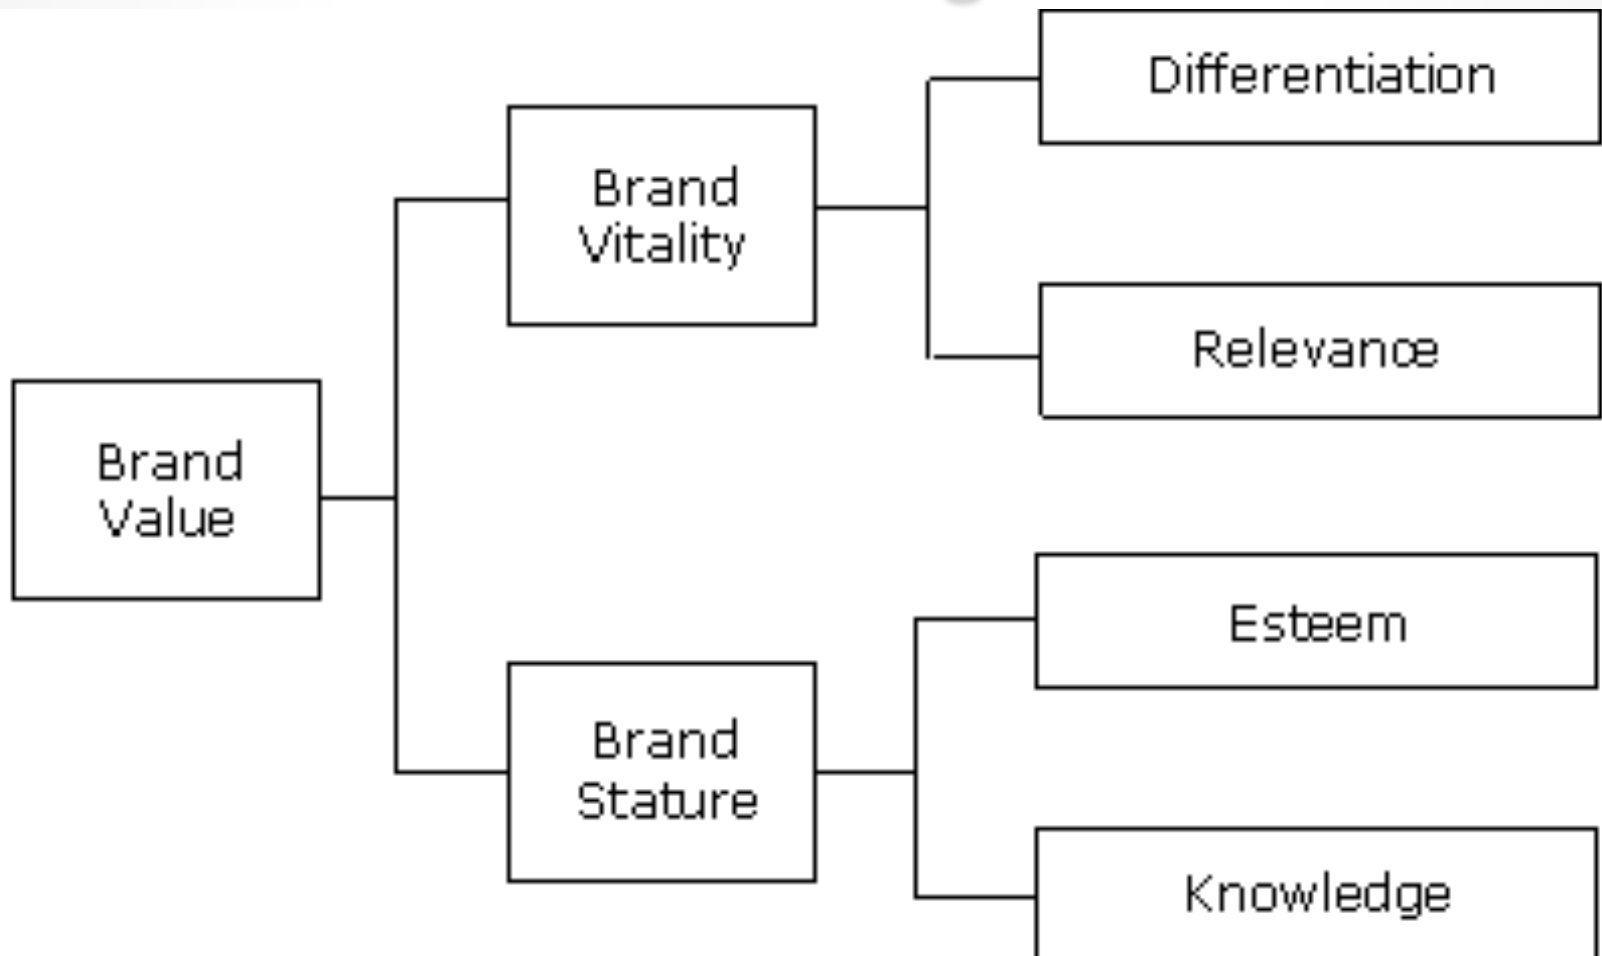 Differentiation
Brand
Vitality
Relevance
Brand
Value
Esteem
Brand
Stature
Knowledge